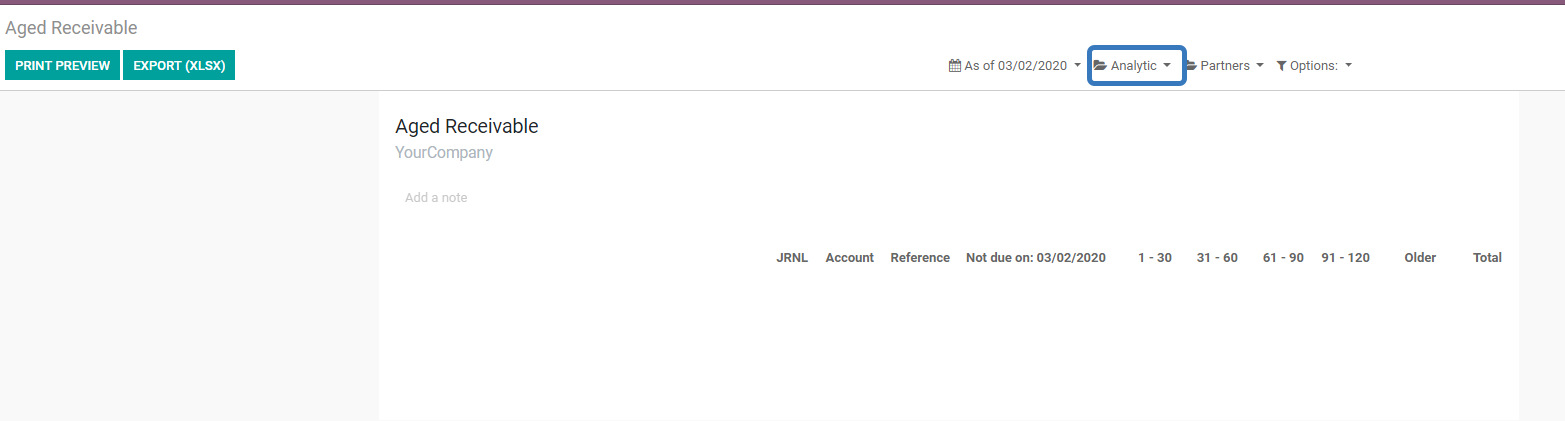 Aged Receivable
PRINT PREVIEW EXPORT (XLSX) As of 03/02/2020 Analytic Partners Options:
Aged Receivable
YourCompany
Add a note
JRNL Account Reference Not due on: 03/02/2020 1 - 30 31 - 60 61 - 90 91 - 120 Older Total